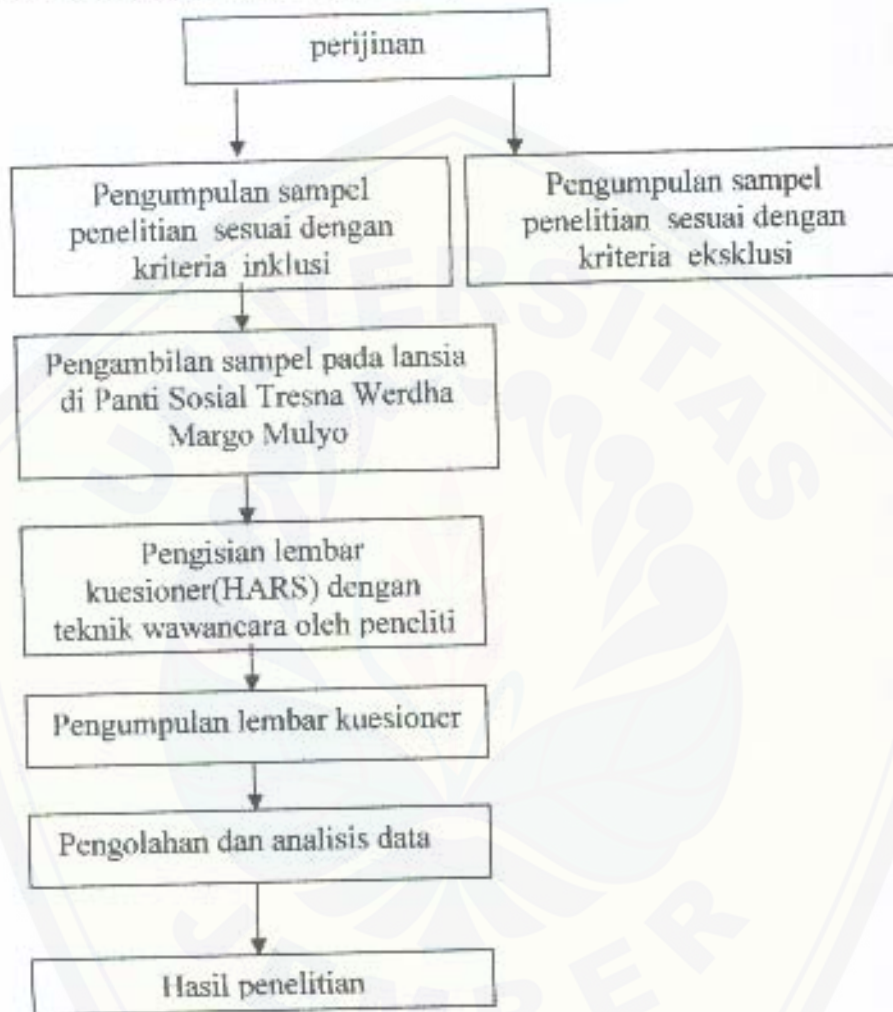 perijinan
Pengumpulan sampel
penelitian sesuai dengan
kriteria inklusi
Pengumpulan sampel
penelitian sesuai dengan
kriteria eksklusi
Pengambilan sampel pada lansia
di Panti Sosial Tresna Werdha
Margo Mulyo
Pengisian lembar
kuesioner(HARS) dengan
teknik wawancara oleh peneliti
Pengumpulan lembar kuesioner
Pengolahan dan analisis data
Hasil penelitian
UNIVERSITAS
JEMBER